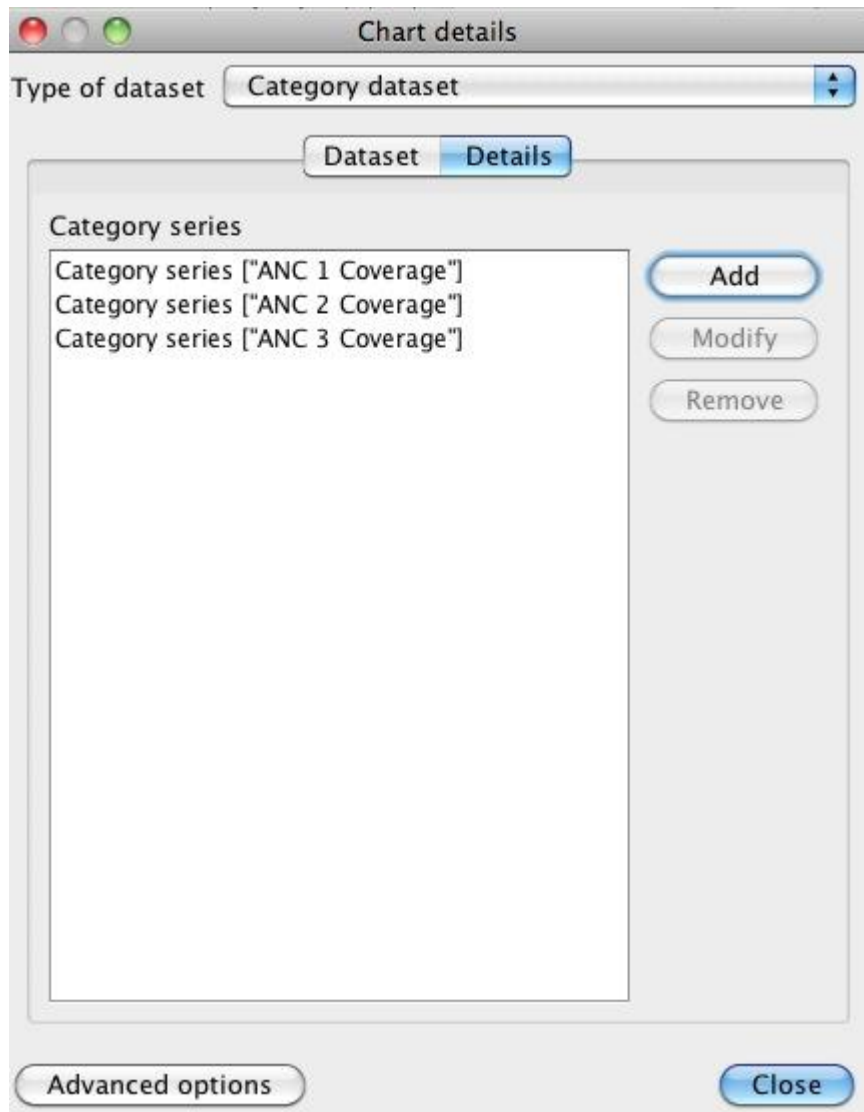 Chart details
Type of dataset Category dataset
Dataset Details
Category series
Category series ["ANC 1 Coverage"]
Category series ["ANC 2 Coverage"]
Category series ["ANC 3 Coverage"]
Add
Modify
Remove
Advanced options Close